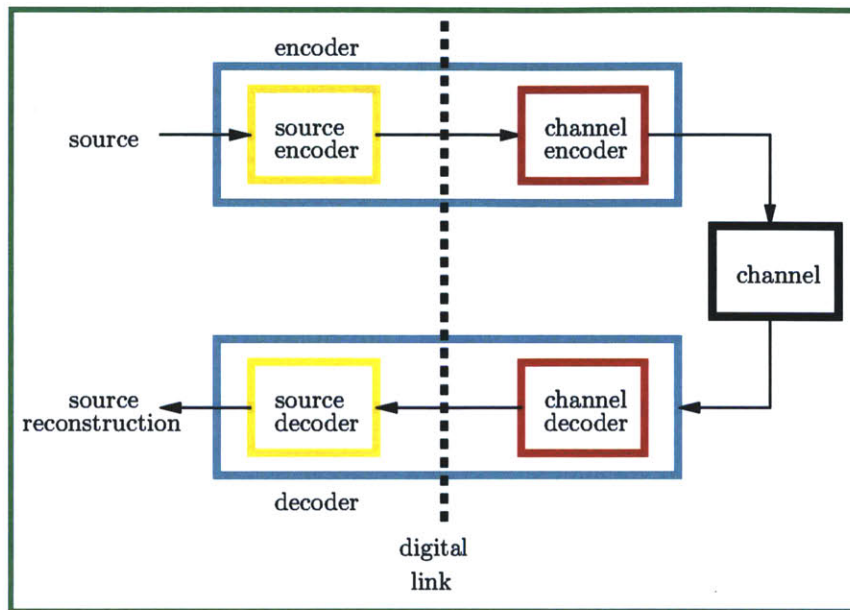 encoder
source
source
encoder
channel
encoder
channel
source
reconstruction
source
decoder
channel
decoder
decoder
digital
link